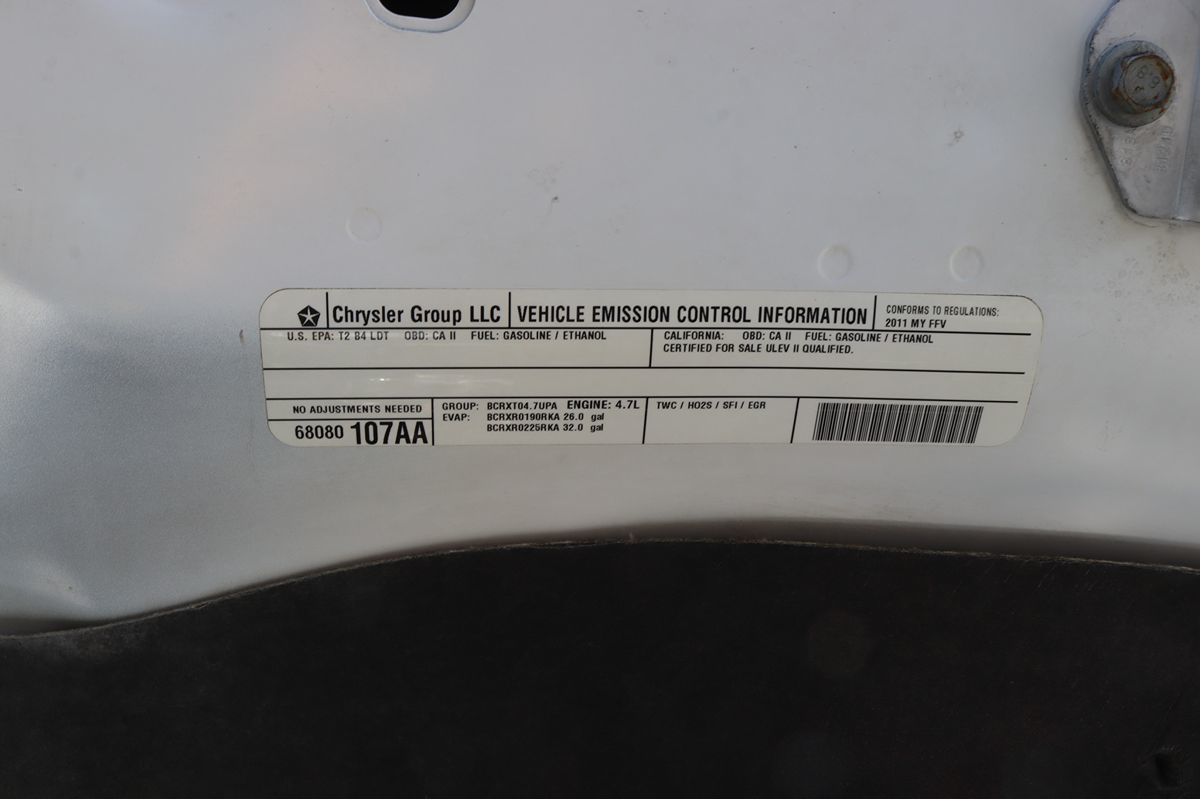 Chrysler Group LLC
VEHICLE EMISSION CONTROL INFORMATION
CONFORMS TO REGULATIONS:
2011 MY FFV
U.S. EPA: T2 B4 LDT OBD: CA II FUEL: GASOLINE / ETHANOL
CALIFORNIA: OBD: CA II FUEL: GASOLINE / ETHANOL
CERTIFIED FOR SALE ULEV II QUALIFIED.
NO ADJUSTMENTS NEEDED
68080 107AA
GROUP: BCRXT04.7UPA ENGINE: 4.7L
EVAP: BCRXR0190RKA 26.0 gal
BCRXR0225RKA 32.0 gal
TWC / HO2S / SFI / EGR